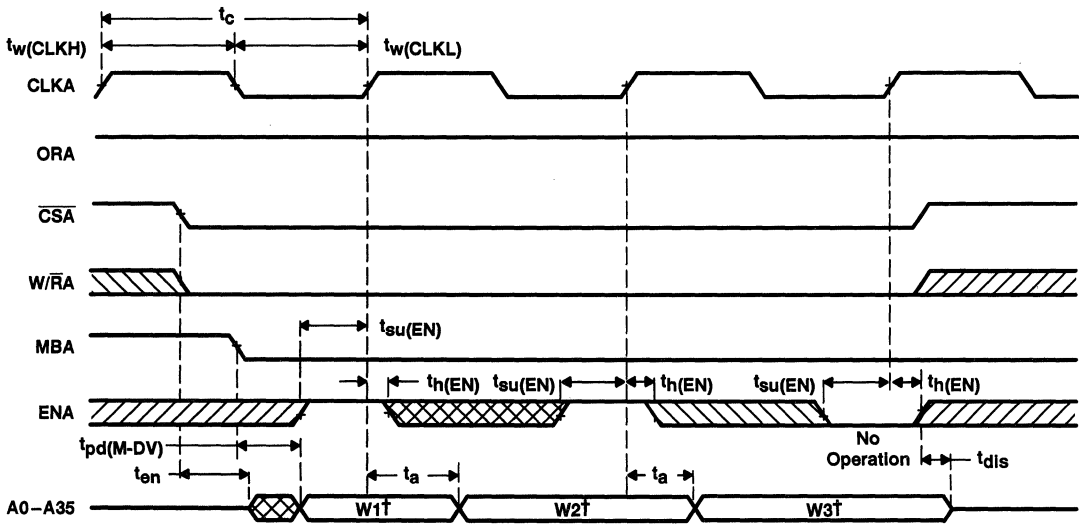 tc
tw(CLKH)
tw(CLKL)
CLKA
ORA
CSA
W/RA
MBA
tsu(EN)
th(EN)
tsu(EN)
th(EN)
tsu(EN)
th(EN)
ENA
tpd(M-DV)
No
Operation
ten
ta
ta
tdis
A0–A35
W1†
W2†
W3†